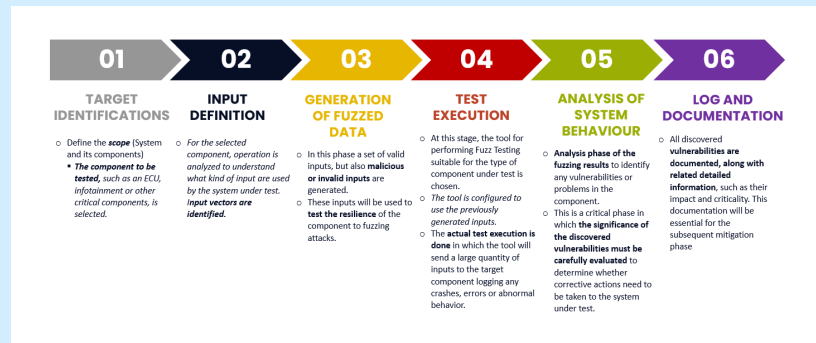 01
02
03
04
05
06
TARGET
IDENTIFICATIONS
o Define the scope (System
and its components)
▪ The component to be
tested, such as an ECU,
infotainment or other
critical components, is
selected.
INPUT
DEFINITION
o For the selected
component, operation is
analyzed to understand
what kind of input are used
by the system under test.
Input vectors are
identified.
GENERATION
OF FUZZED
DATA
o In this phase a set of valid
inputs, but also malicious
or invalid inputs are
generated.
o These inputs will be used to
test the resilience of the
component to fuzzing
attacks.
TEST
EXECUTION
o At this stage, the tool for
performing Fuzz Testing
suitable for the type of
component under test is
chosen.
o The tool is configured to
use the previously
generated inputs.
o The actual test execution is
done in which the tool will
send a large quantity of
inputs to the target
component logging any
crashes, errors or abnormal
behavior.
ANALYSIS OF
SYSTEM
BEHAVIOUR
o Analysis phase of the
fuzzing results to identify
any vulnerabilities or
problems in the
component.
o This is a critical phase in
which the significance of
the discovered
vulnerabilities must be
carefully evaluated to
determine whether
corrective actions need to
be taken to the system
under test.
LOG AND
DOCUMENTATION
o All discovered
vulnerabilities are
documented, along with
related detailed
information, such as their
impact and criticality. This
documentation will be
essential for the
subsequent mitigation
phase